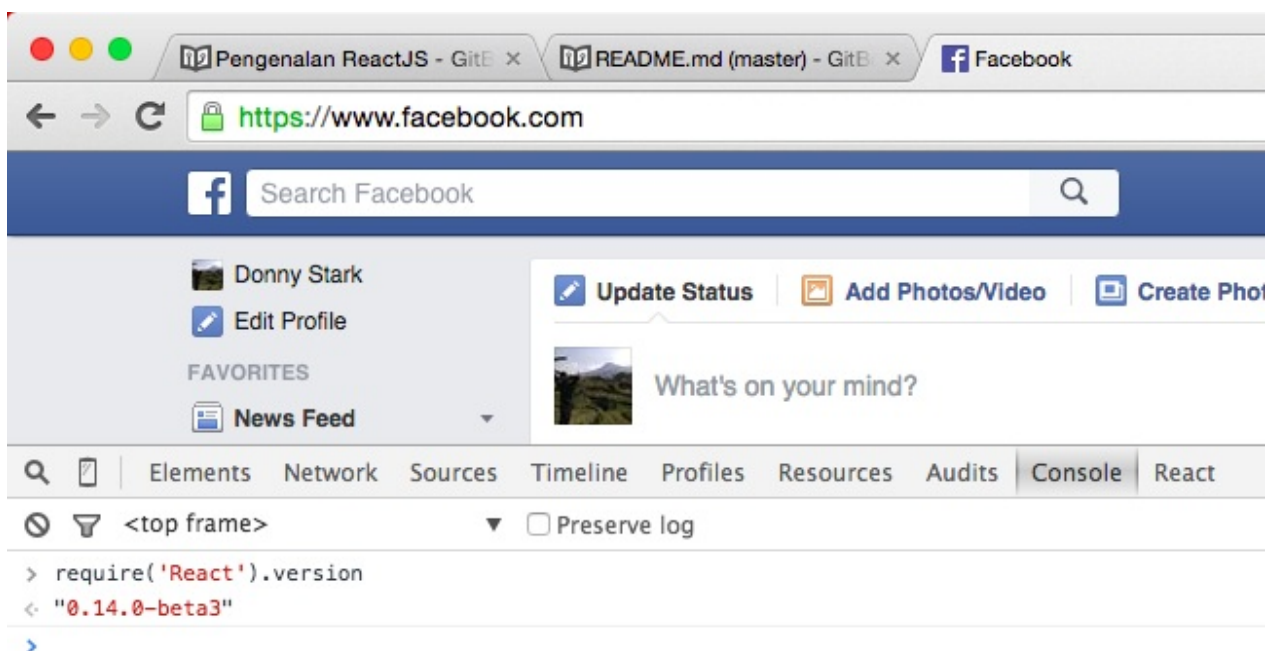 Pengenalan ReactJS - GitB README.md (master) - GitB Facebook
https://www.facebook.com
Search Facebook
Donny Stark
Update Status Add Photos/Video Create Phot
Edit Profile
FAVORITES
What's on your mind?
News Feed
Elements Network Sources Timeline Profiles Resources Audits Console React
<top frame> Preserve log
> require('React').version
"0.14.0-beta3"
>